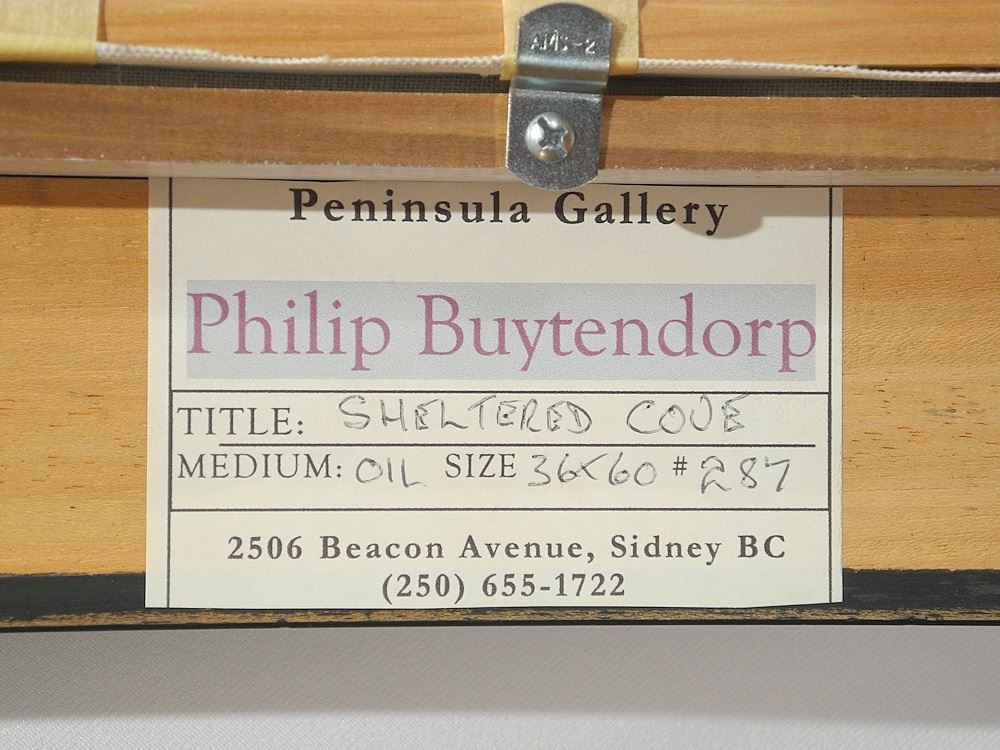 AMS-2
Peninsula Gallery
Philip Buytendorp
TITLE: SHELTERED COVE
MEDIUM: OIL SIZE 36x60 # 287
2506 Beacon Avenue, Sidney BC
(250) 655-1722